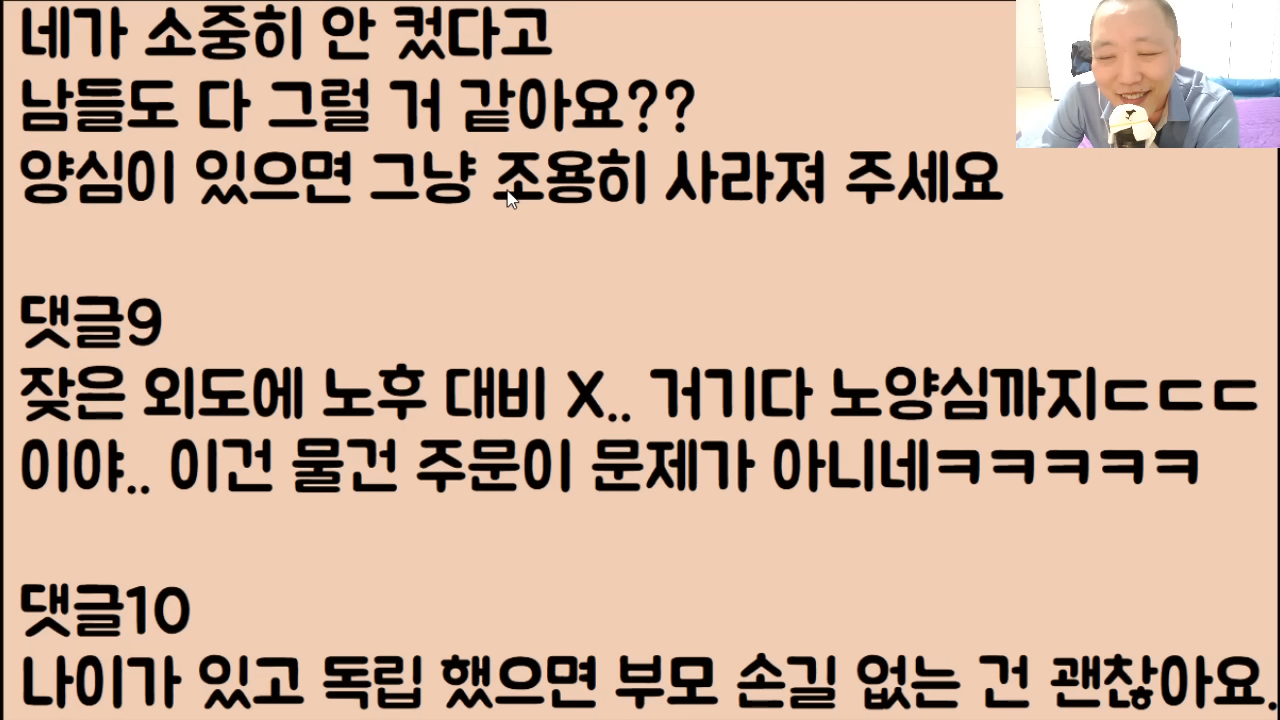 네가 소중히 안 컸다고
남들도 다 그럴 거 같아요??
양심이 있으면 그냥 조용히 사라져 주세요
댓글9
잦은 외도에 노후 대비 X.. 거기다 노양심까지ㄷㄷㄷ
이야.. 이건 물건 주문이 문제가 아니네ㅋㅋㅋㅋㅋ
댓글10
나이가 있고 독립 했으면 부모 손길 없는 건 괜찮아요.